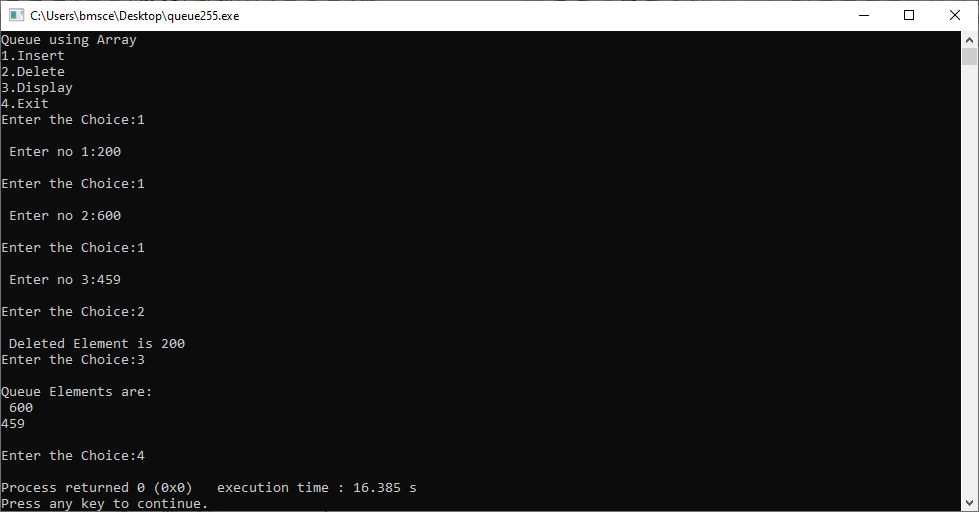 C:\Users\bmsce\Desktop\queue255.exe
Queue using Array
1.Insert
2.Delete
3.Display
4.Exit
Enter the Choice:1
Enter no 1:200
Enter the Choice:1
Enter no 2:600
Enter the Choice:1
Enter no 3:459
Enter the Choice:2
Deleted Element is 200
Enter the Choice:3
Queue Elements are:
600
459
Enter the Choice:4
Process returned 0 (0x0)   execution time : 16.385 s
Press any key to continue.